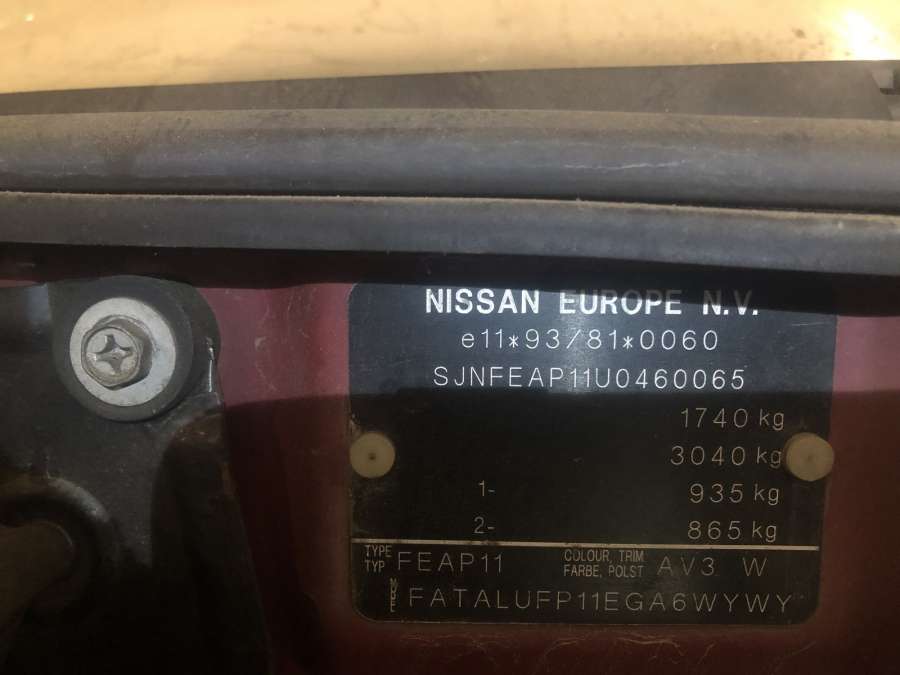 NISSAN EUROPE N.V.
e11*93/81*0060
SJNFEAP11U0460065
1740 kg
3040 kg
1- 935 kg
2- 865 kg
TYPE TYP FEAP11 COLOUR, TRIM FARBE, POLST AV3 W
FATALUFP11EGA6WYWY